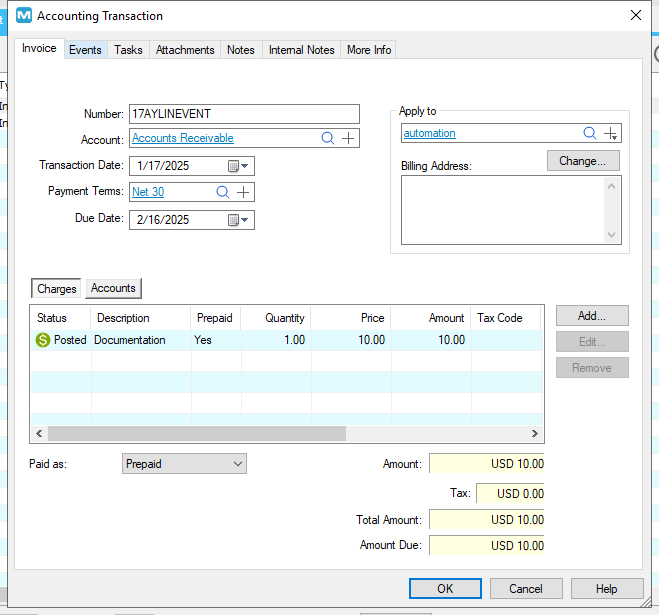 Accounting Transaction
Invoice Events Tasks Attachments Notes Internal Notes More Info
Number: 17AYLINEVENT
Account: Accounts Receivable
Transaction Date: 1/17/2025
Payment Terms: Net 30
Due Date: 2/16/2025
Apply to
automation
Billing Address: Change...
Charges Accounts
Status Description Prepaid Quantity Price Amount Tax Code
Posted Documentation Yes 1.00 10.00 10.00
Add...
Edit...
Remove
Paid as: Prepaid
Amount: USD 10.00
Tax: USD 0.00
Total Amount: USD 10.00
Amount Due: USD 10.00
OK Cancel Help